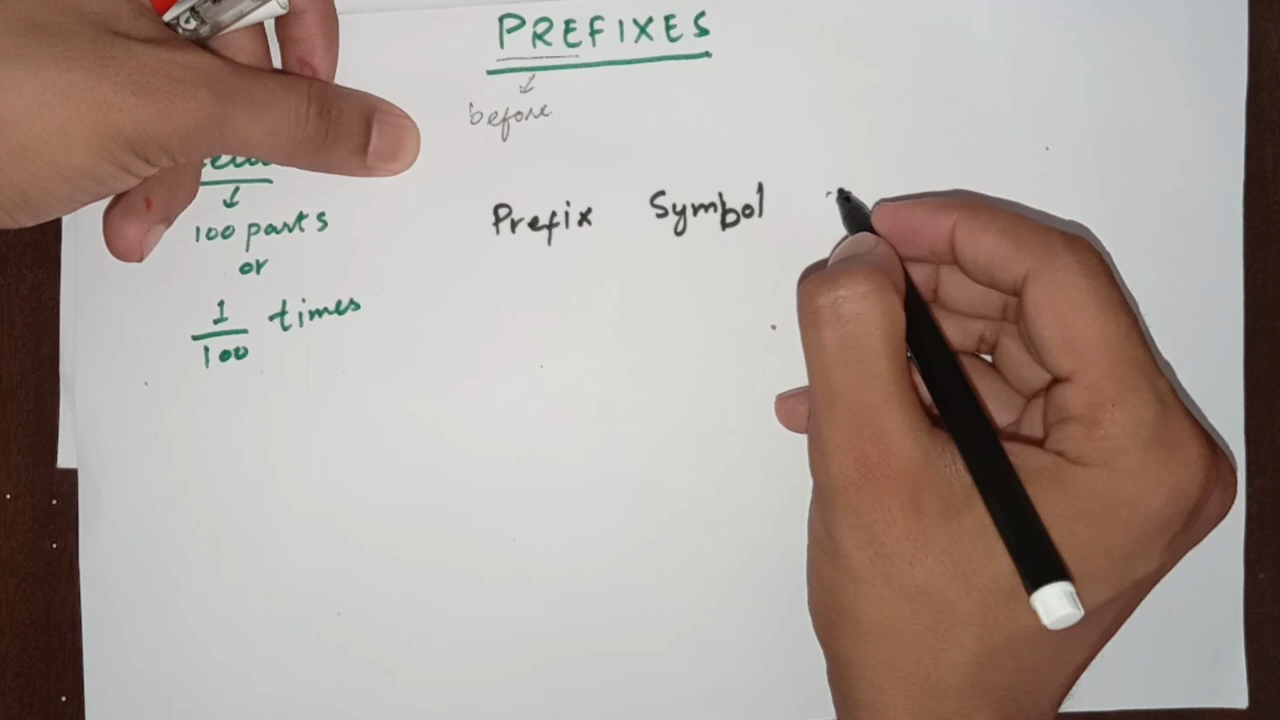 PREFIXES
before
Prefix Symbol
100 parts
or
1
100
times